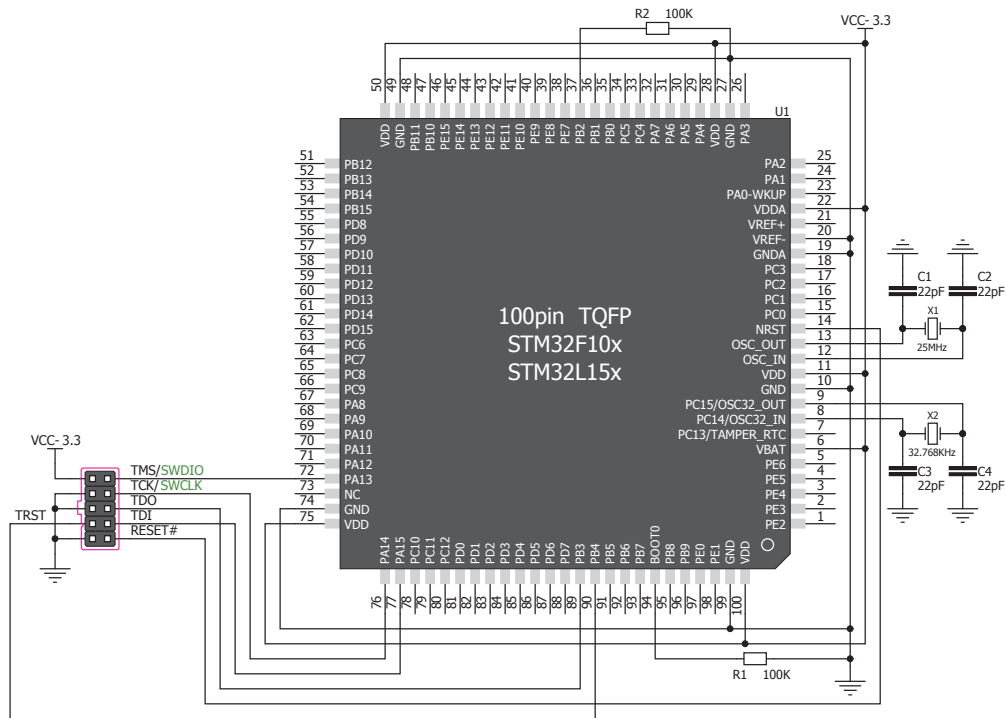 R2 100K
VCC- 3.3
50 49 48 47 46 45 44 43 42 41 40 39 38 37 36 35 34 33 32 31 30 29 28 27 26
U1
VDD GND PB11 PB10 PE15 PE14 PE13 PE12 PE11 PE10 PE9 PE8 PE7 PB2 PB1 PB0 PC5 PC4 PA7 PA6 PA5 PA4 VDD GND PA3
51 PB12
52 PB13
53 PB14
54 PB15
55 PD8
56 PD9
57 PD10
58 PD11
59 PD12
60 PD13
61 PD14
62 PD15
63 PC6
64 PC7
65 PC8
66 PC9
67 PA8
68 PA9
69 PA10
70 PA11
71 PA12
72 PA13
73 NC
74 GND
75 VDD
100pin TQFP
STM32F10x
STM32L15x
PA2 25
PA1 24
PA0-WKUP 23
VDDA 22
VREF+ 21
VREF- 20
GNDA 19
PC3 18
PC2 17
PC1 16
PC0 15
NRST 14
OSC_OUT 13
OSC_IN 12
VDD 11
GND 10
PC15/OSC32_OUT 9
PC14/OSC32_IN 8
PC13/TAMPER_RTC 7
VBAT 6
PE6 5
PE5 4
PE4 3
PE3 2
PE2 1
C1
22pF
C2
22pF
X1
25MHz
X2
32.768KHz
C3
22pF
C4
22pF
VCC- 3.3
TMS/SWDIO
TCK/SWCLK
TDO
TRST
TDI
RESET#
PA14 PA15 PC10 PC11 PC12 PD0 PD1 PD2 PD3 PD4 PD5 PD6 PD7 PB3 PB4 PB5 PB6 PB7 BOOT0 PB8 PB9 PE0 PE1 GND VDD
76 77 78 79 80 81 82 83 84 85 86 87 88 89 90 91 92 93 94 95 96 97 98 99 100
R1 100K